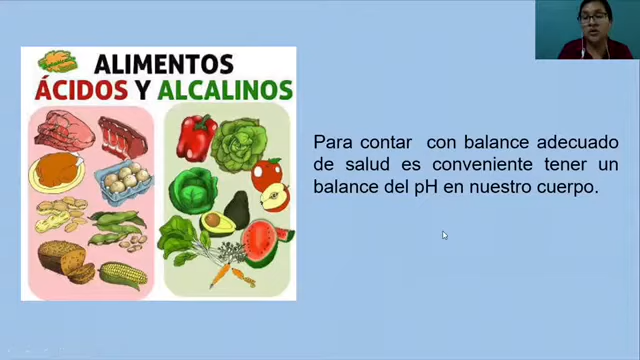 ALIMENTOS
ÁCIDOS Y ALCALINOS
Para contar con balance adecuado
de salud es conveniente tener un
balance del pH en nuestro cuerpo.